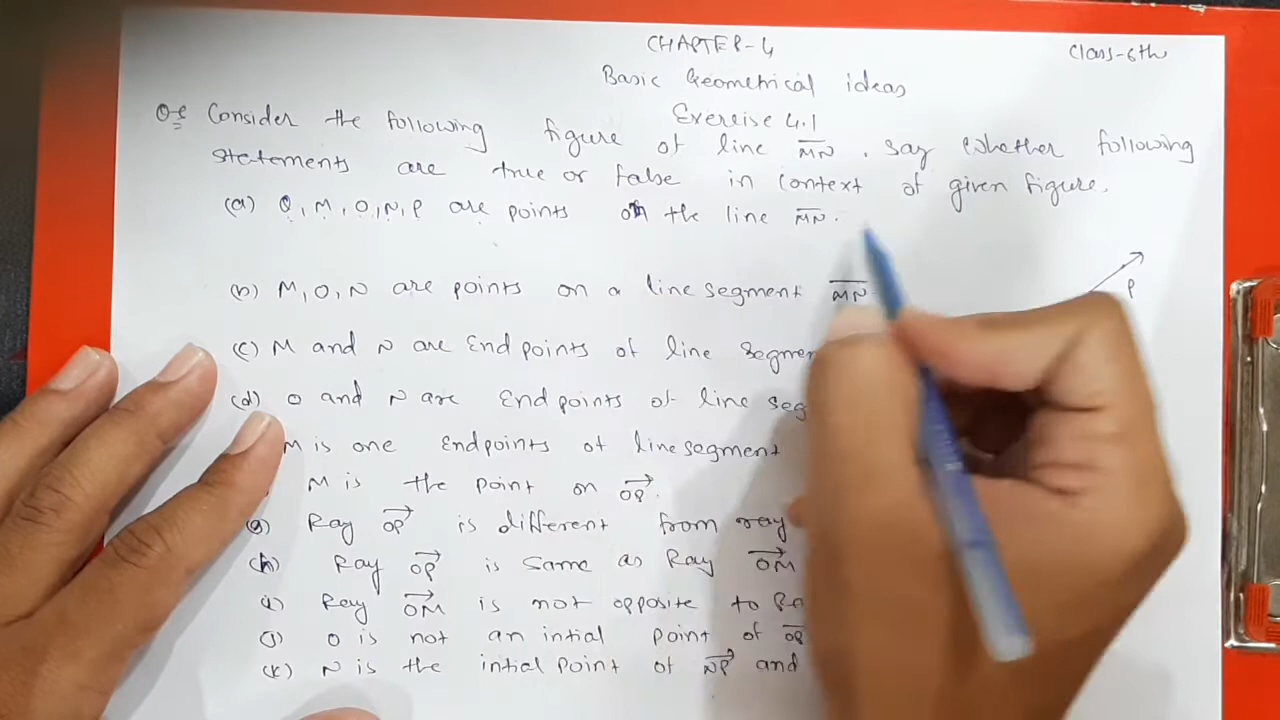 CHAPTER-4
Class-6th
Basic Geometrical ideas
Exercise 4.1
Consider the following figure of line MN. Say Whether following
statements are true or false in context of given figure.
(a) Q, M, O, N, P are points on the line MN.
(b) M, O, N are points on a line segment MN
(c) M and N are End points of line
(d) O and N are End points of line
M is one Endpoints of line segment
M is the point on OP.
(g) Ray OP is different from ray
(h) Ray OP is same as Ray OM
(i) Ray OM is not opposite to
(J) O is not an intial point of OP
(K) N is the intial point of NP and
P